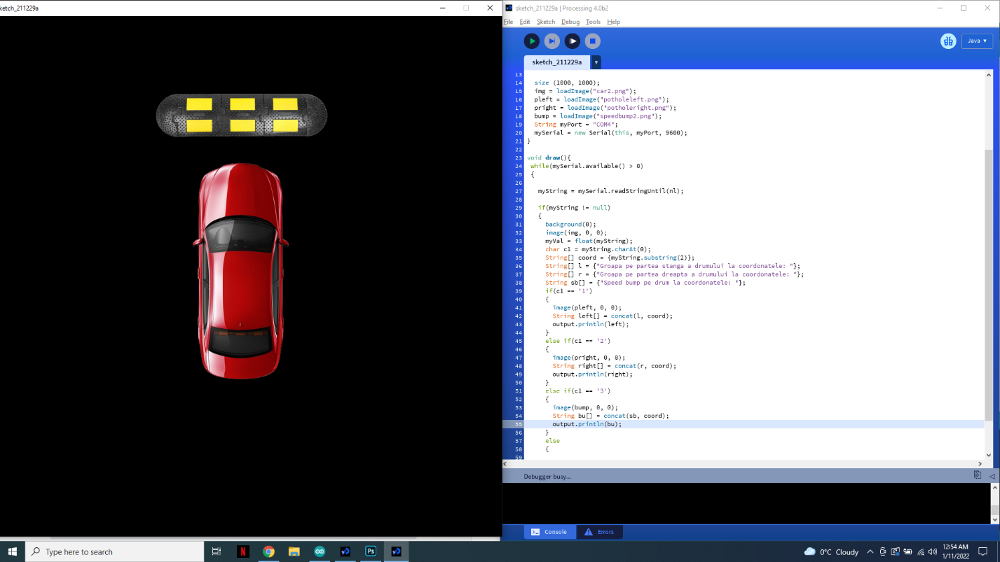 ketch_211229a
sketch_211229a | Processing 4.0b2
File Edit Sketch Debug Tools Help
Java ▾
sketch_211229a
13
14 size (1000, 1000);
15 img = loadImage("car2.png");
16 pleft = loadImage("potholeleft.png");
17 pright = loadImage("potholeright.png");
18 bump = loadImage("speedbump2.png");
19 String myPort = "COM4";
20 mySerial = new Serial(this, myPort, 9600);
21 }
22
23 void draw(){
24 while(mySerial.available() > 0)
25 {
26
27 myString = mySerial.readStringUntil(nl);
28
29 if(myString != null)
30 {
31 background(0);
32 image(img, 0, 0);
33 myVal = float(myString);
34 char c1 = myString.charAt(0);
35 String[] coord = {myString.substring(2)};
36 String[] l = {"Groapa pe partea stanga a drumului la coordonatele: "};
37 String[] r = {"Groapa pe partea dreapta a drumului la coordonatele: "};
38 String sb[] = {"Speed bump pe drum la coordonatele: "};
39 if(c1 == '1')
40 {
41 image(pleft, 0, 0);
42 String left[] = concat(l, coord);
43 output.println(left);
44 }
45 else if(c1 == '2')
46 {
47 image(pright, 0, 0);
48 String right[] = concat(r, coord);
49 output.println(right);
50 }
51 else if(c1 == '3')
52 {
53 image(bump, 0, 0);
54 String bu[] = concat(sb, coord);
55 output.println(bu);
56 }
57 else
58 {
59
Debugger busy...
Console Errors
Type here to search
N
Ps
0°C Cloudy
12:54 AM
1/11/2022